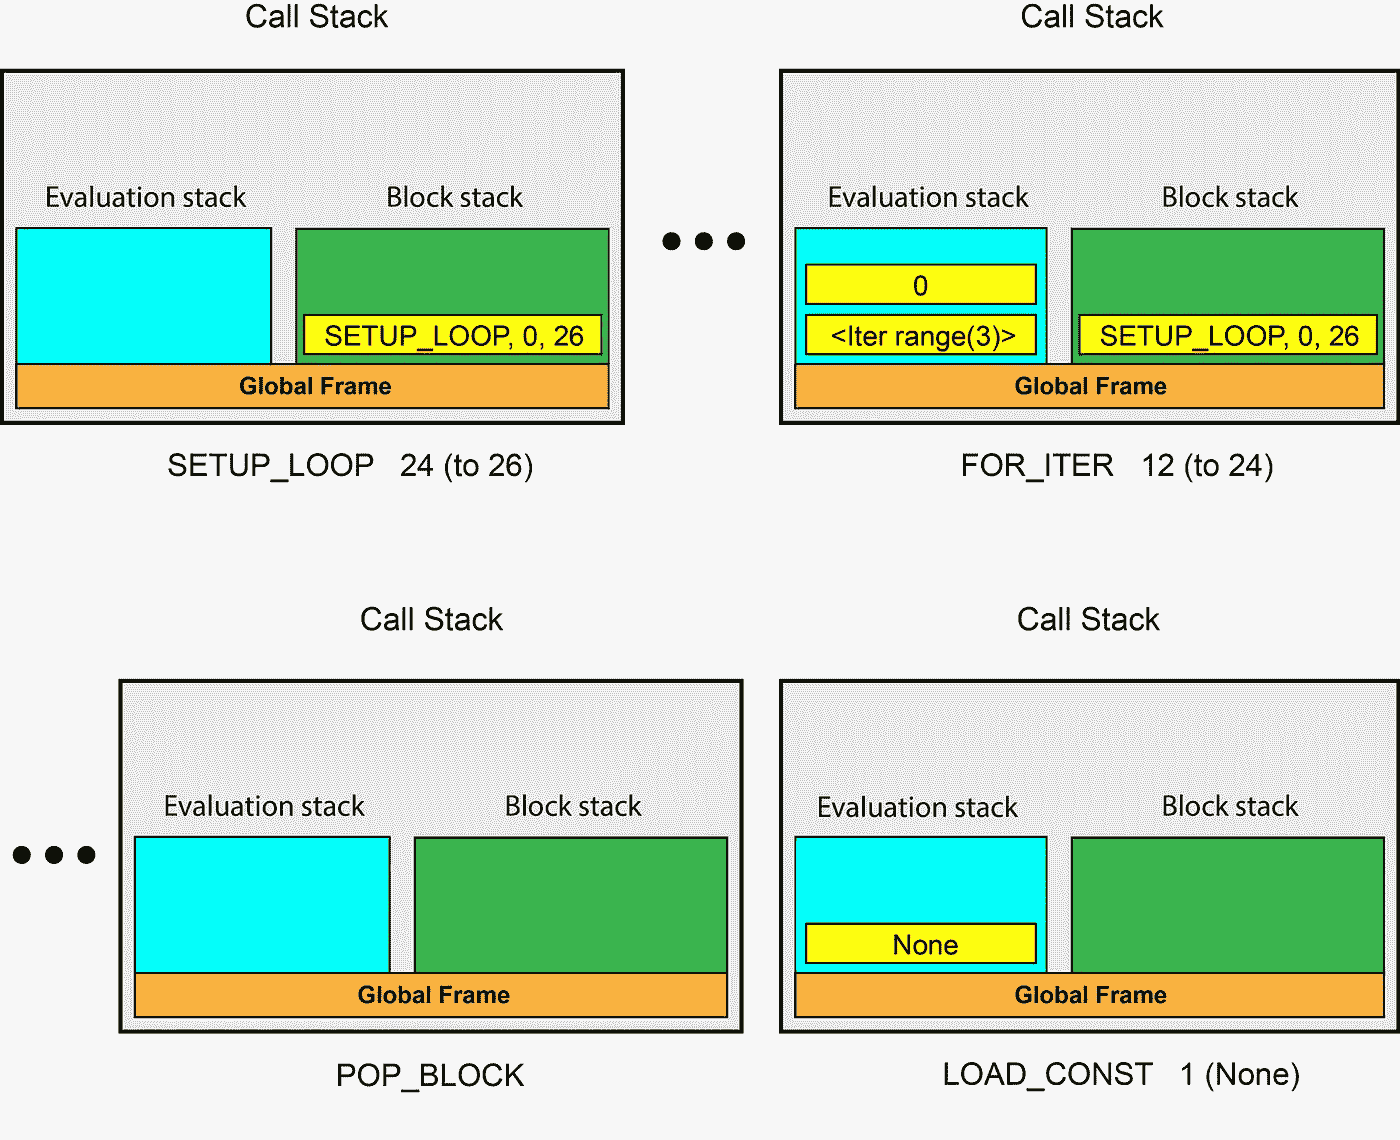 Call Stack
Evaluation stack
Block stack
SETUP_LOOP, 0, 26
Global Frame
SETUP_LOOP 24 (to 26)
Call Stack
Evaluation stack
Block stack
0
<Iter range(3)>
SETUP_LOOP, 0, 26
Global Frame
FOR_ITER 12 (to 24)
Call Stack
Evaluation stack
Block stack
Global Frame
POP_BLOCK
Call Stack
Evaluation stack
Block stack
None
Global Frame
LOAD_CONST 1 (None)